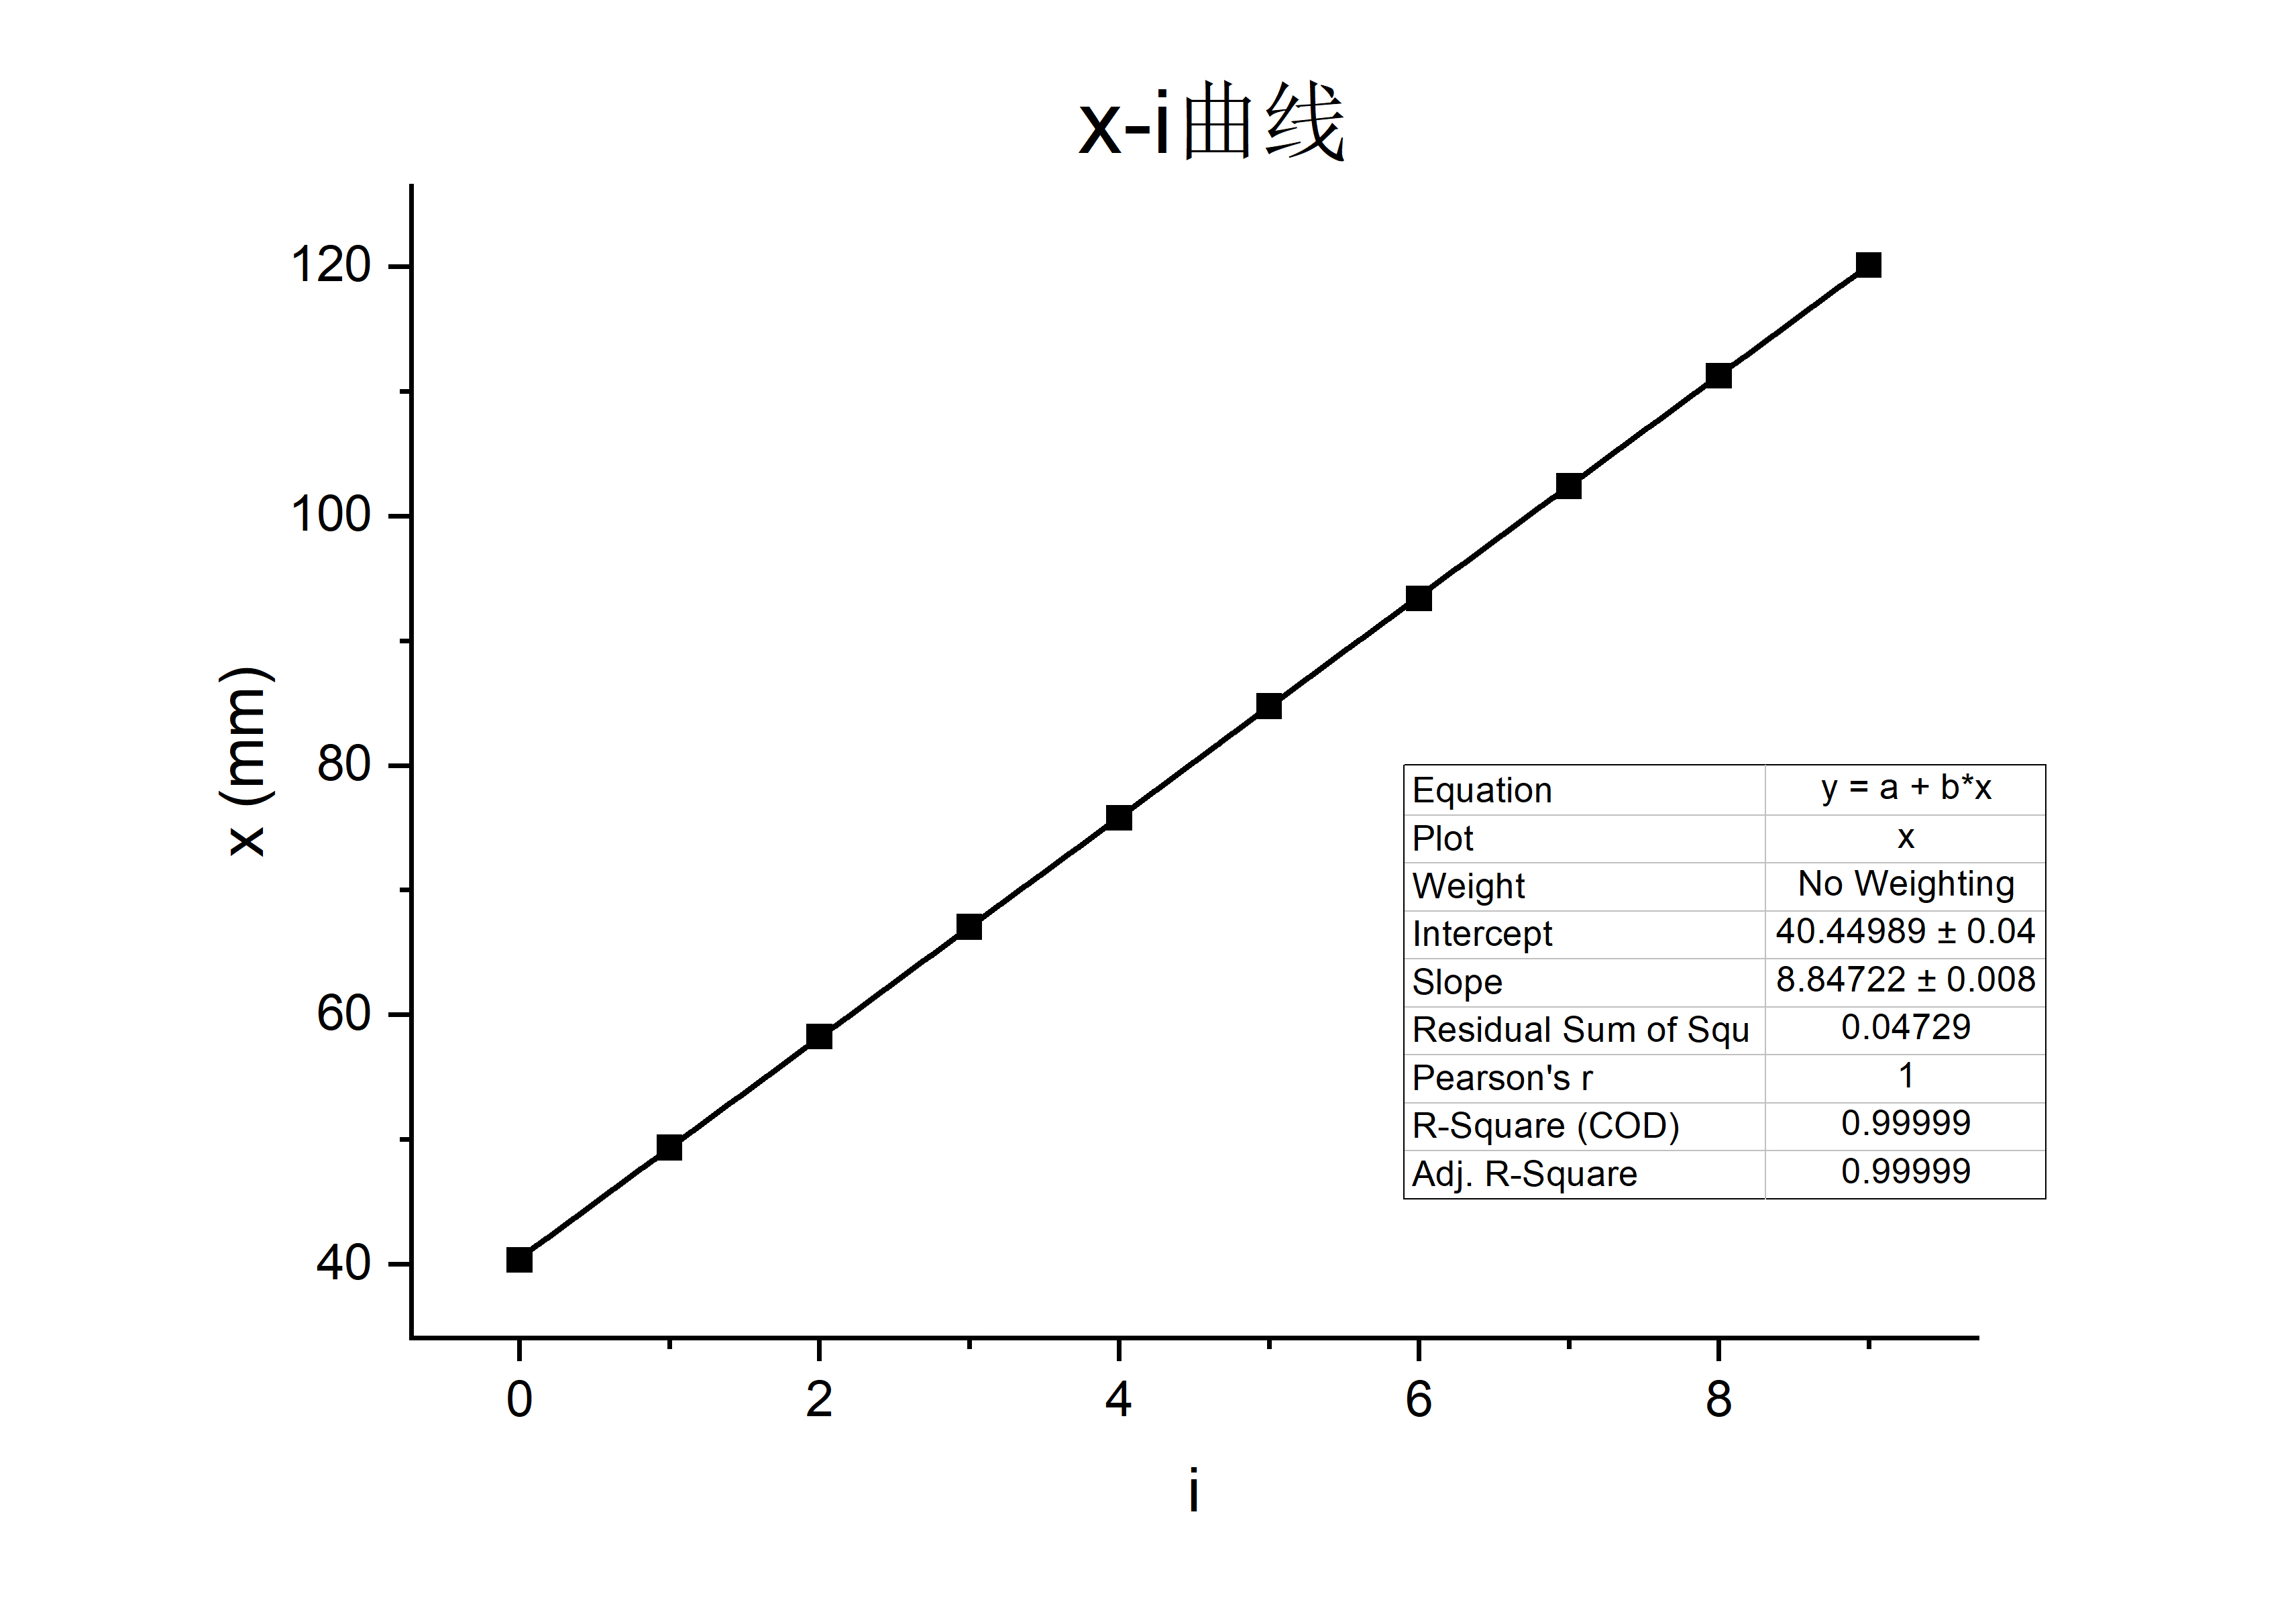 x-i曲线
120
100
80
60
40
x (mm)
Equation y = a + b*x
Plot x
Weight No Weighting
Intercept 40.44989 ± 0.04
Slope 8.84722 ± 0.008
Residual Sum of Squ 0.04729
Pearson's r 1
R-Square (COD) 0.99999
Adj. R-Square 0.99999
0 2 4 6 8
i